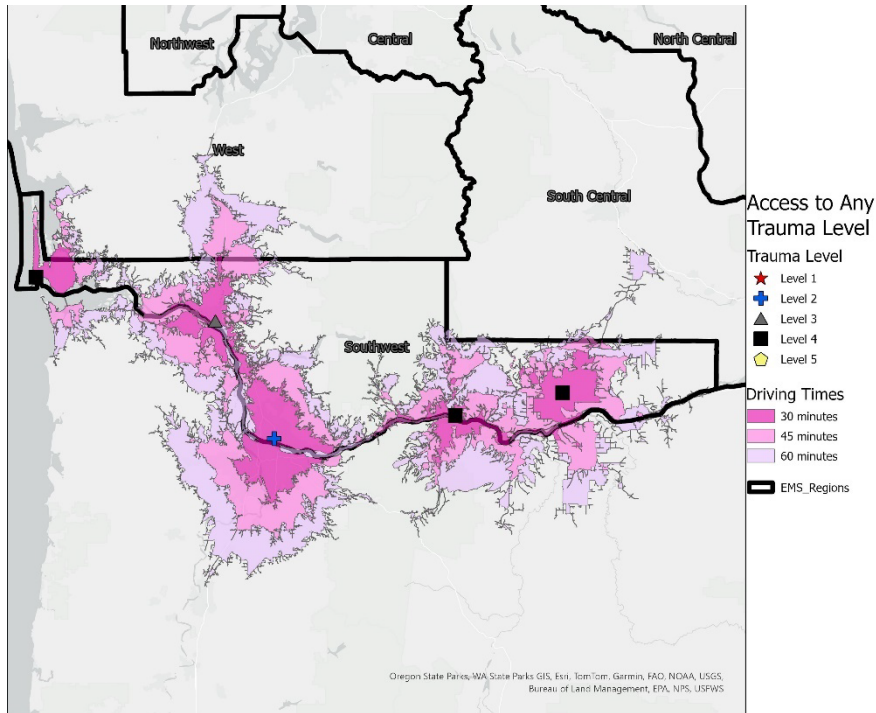 Northwest
Central
North Central
West
South Central
Southwest
Access to Any
Trauma Level
Trauma Level
Level 1
Level 2
Level 3
Level 4
Level 5
Driving Times
30 minutes
45 minutes
60 minutes
EMS_Regions
Oregon State Parks, WA State Parks GIS, Esri, TomTom, Garmin, FAO, NOAA, USGS,
Bureau of Land Management, EPA, NPS, USFWS